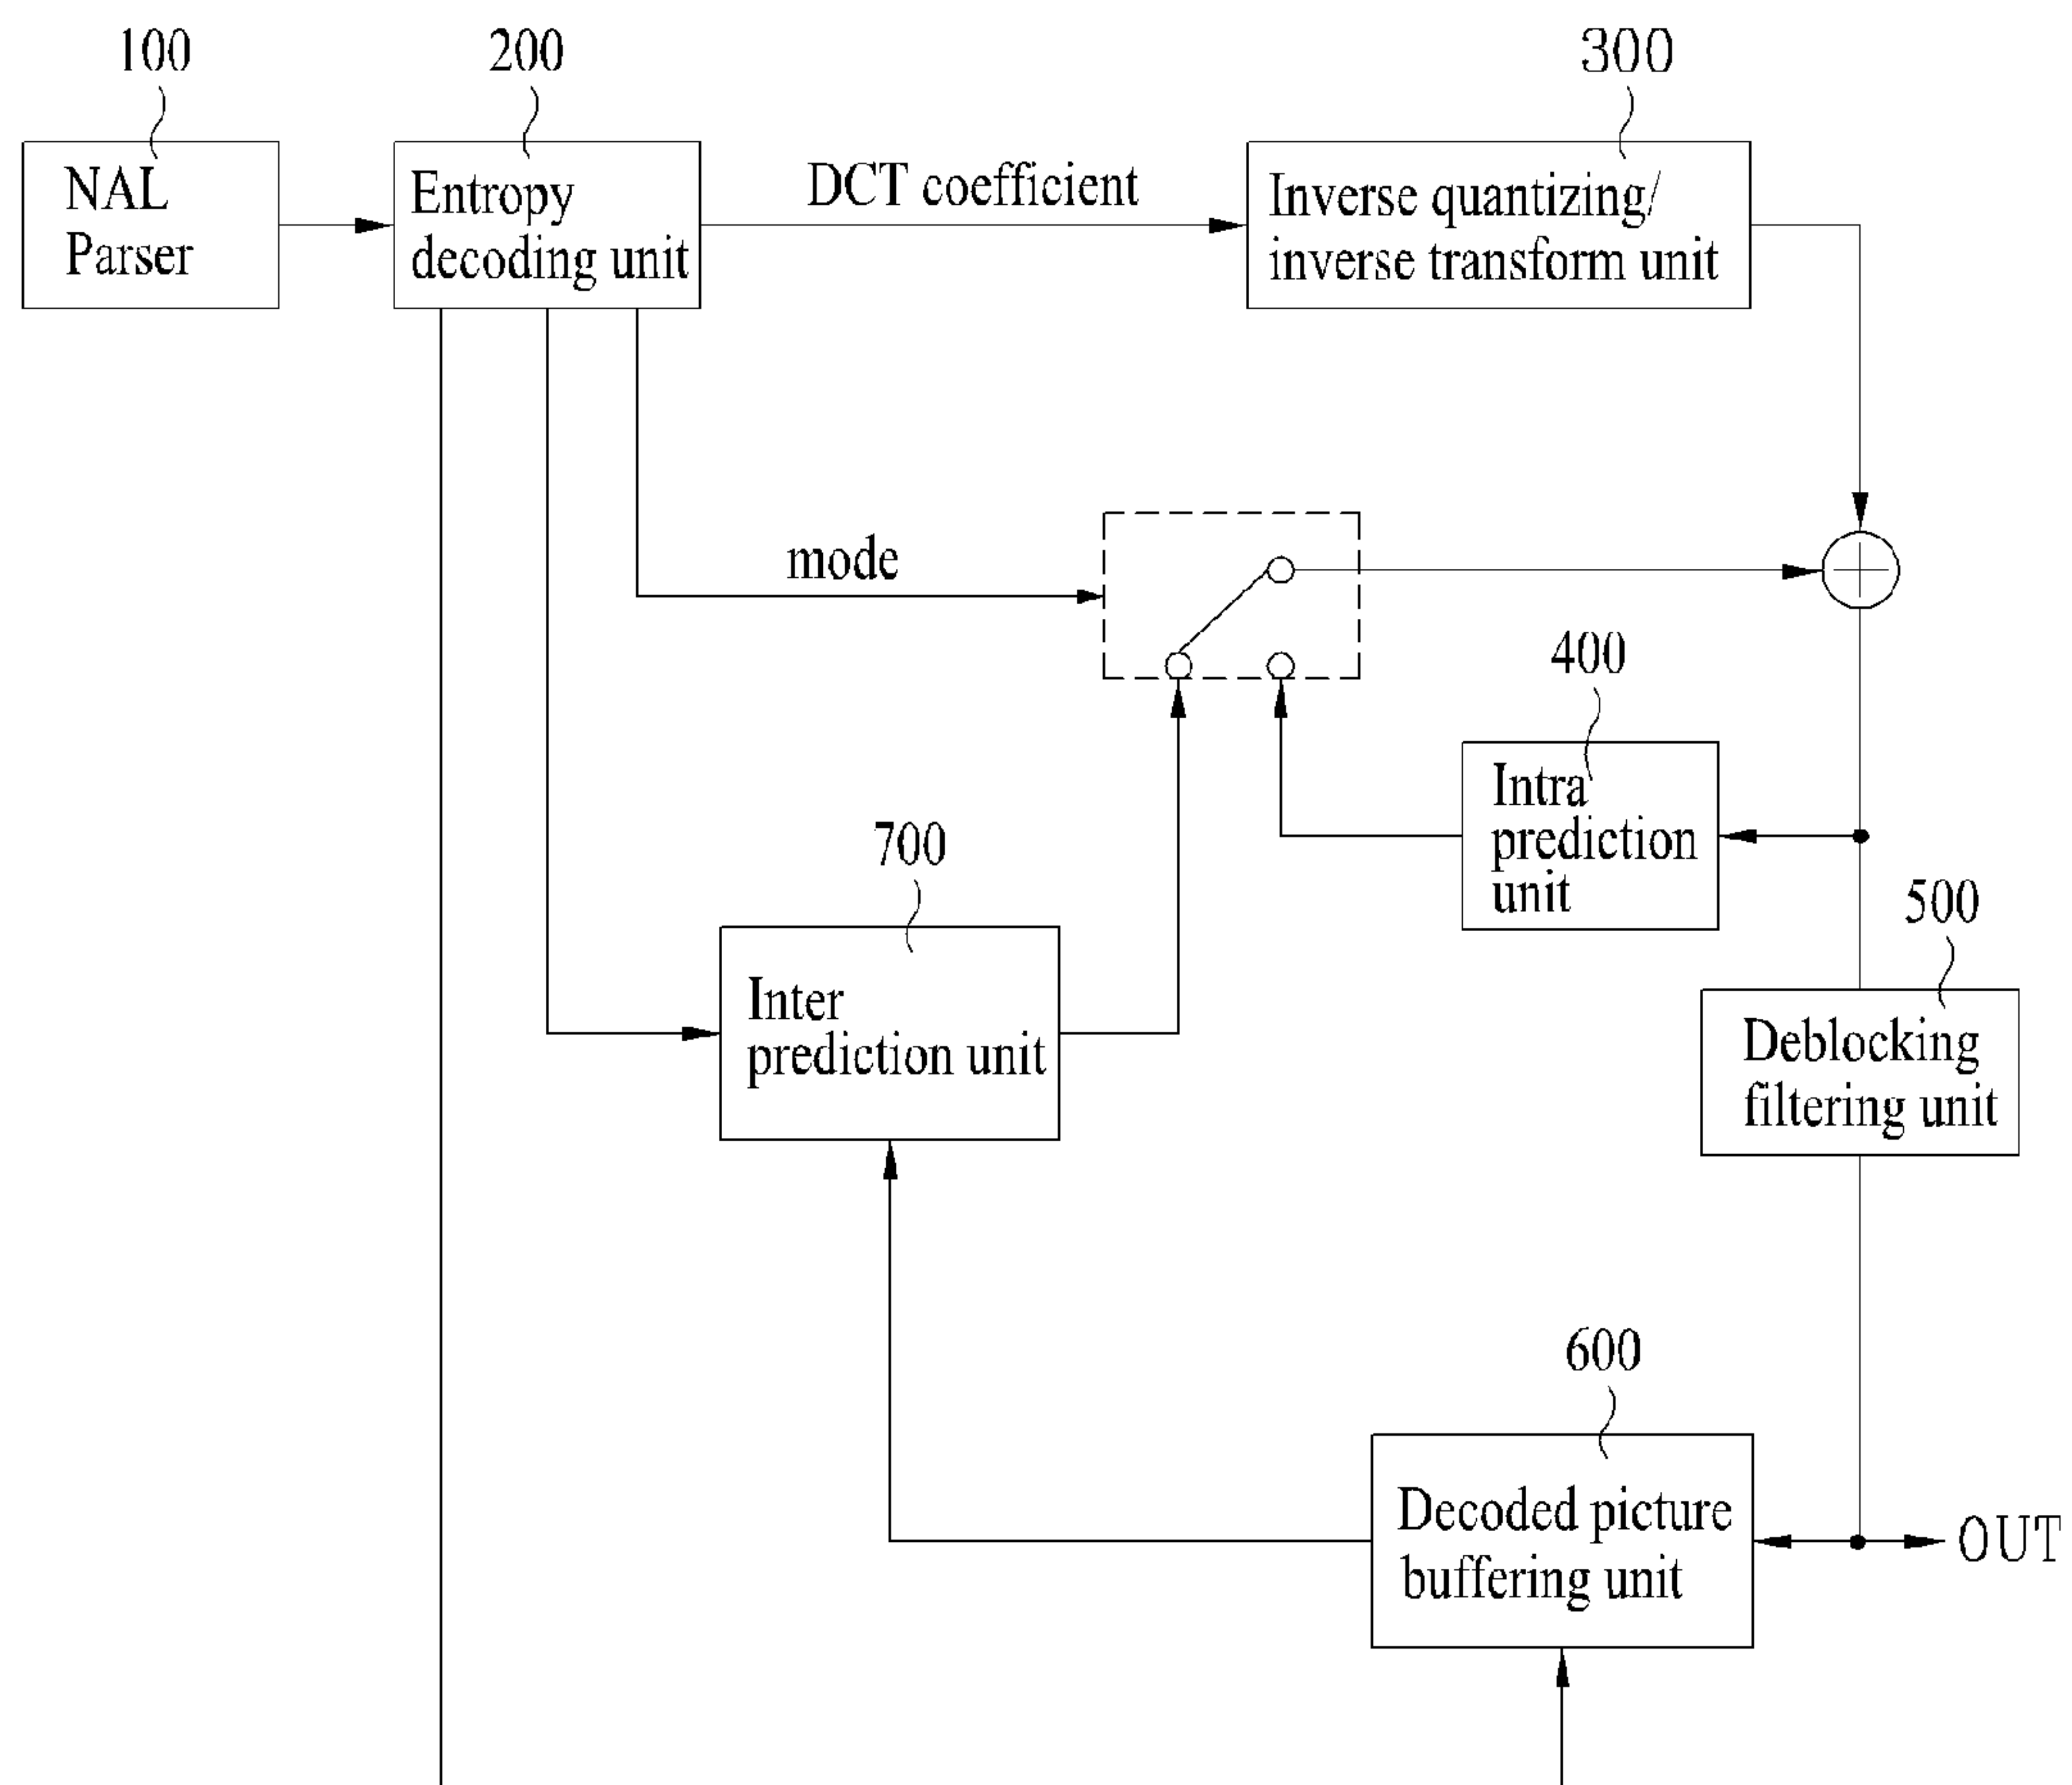 100
200
300
NAL
Parser
Entropy
decoding unit
DCT coefficient
Inverse quantizing/
inverse transform unit
mode
400
Intra
prediction
unit
700
Inter
prediction unit
500
Deblocking
filtering unit
600
Decoded picture
buffering unit
OUT